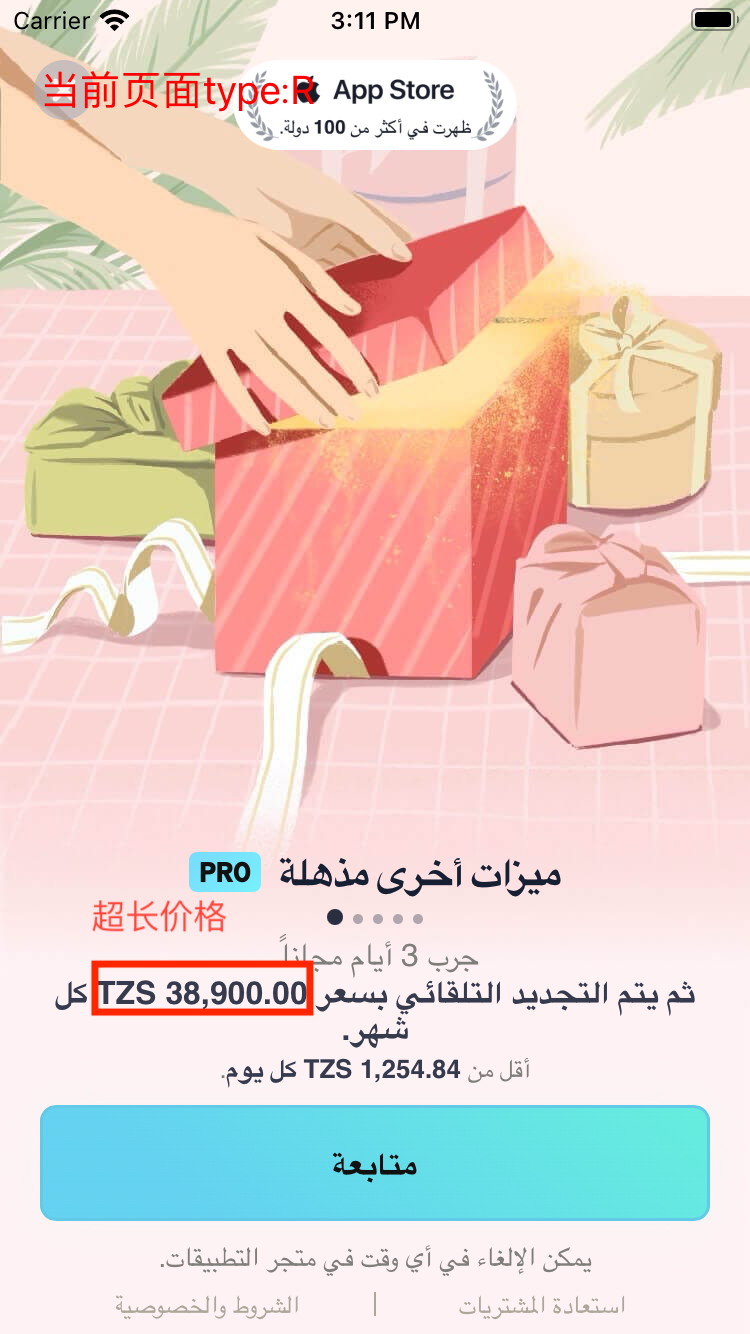 Carrier 3:11 PM
当前页面type:R
App Store
ظهرت في أكثر من 100 دولة.
ميزات أخرى مذهلة PRO
超长价格
جرب 3 أيام مجاناً
ثم يتم التجديد التلقائي بسعر TZS 38,900.00 كل
شهر.
أقل من TZS 1,254.84 كل يوم.
متابعة
يمكن الإلغاء في أي وقت في متجر التطبيقات.
استعادة المشتريات | الشروط والخصوصية